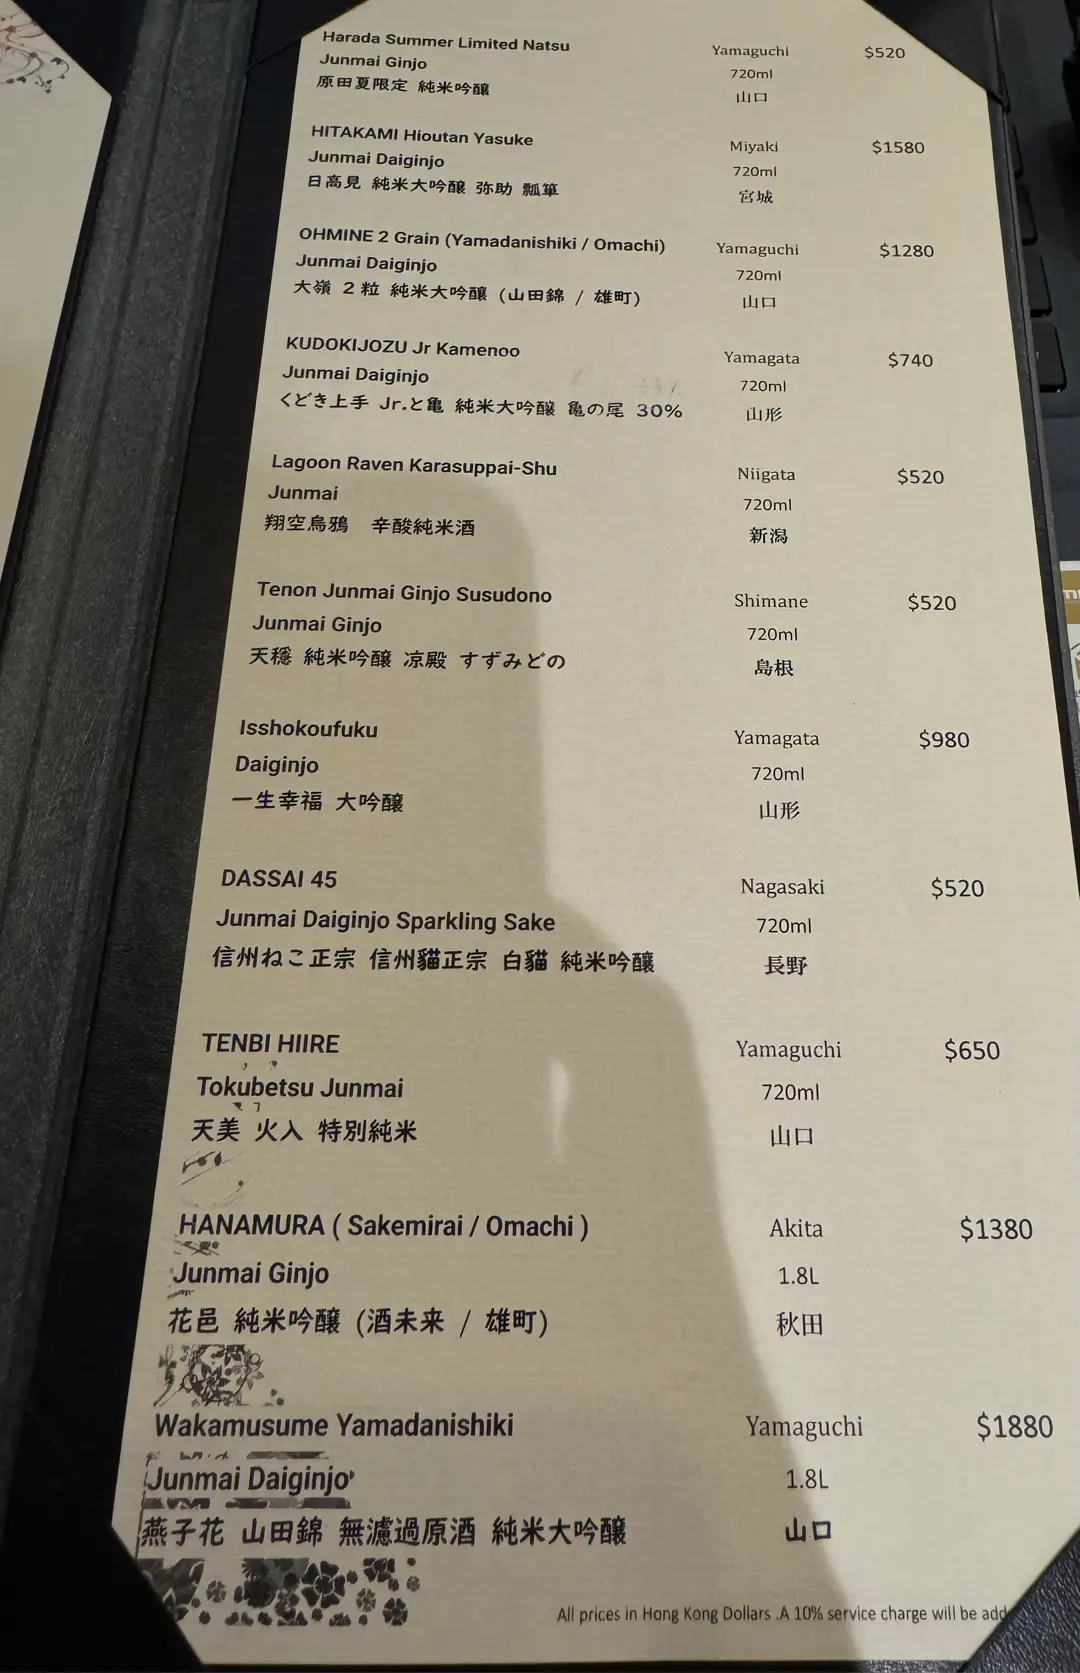 Harada Summer Limited Natsu Yamaguchi $520
Junmai Ginjo 720ml
原田夏限定 純米吟醸 山口
HITAKAMI Hioutan Yasuke Miyaki $1580
Junmai Daiginjo 720ml
日高見 純米大吟醸 弥助 瓢箪 宮城
OHMINE 2 Grain (Yamadanishiki / Omachi) Yamaguchi $1280
Junmai Daiginjo 720ml
大嶺 2 粒 純米大吟醸 (山田錦 / 雄町) 山口
KUDOKIJOZU Jr Kamenoo Yamagata $740
Junmai Daiginjo 720ml
くどき上手 Jr.と亀 純米大吟醸 亀の尾 30% 山形
Lagoon Raven Karasuppai-Shu Niigata $520
Junmai 720ml
翔空烏鴉 辛酸純米酒 新潟
Tenon Junmai Ginjo Susudono Shimane $520
Junmai Ginjo 720ml
天穏 純米吟醸 凉殿 すずみどの 島根
Isshokoufuku Yamagata $980
Daiginjo 720ml
一生幸福 大吟醸 山形
DASSAI 45 Nagasaki $520
Junmai Daiginjo Sparkling Sake 720ml
信州ねこ正宗 信州貓正宗 白貓 純米吟醸 長野
TENBI HIIRE Yamaguchi $650
Tokubetsu Junmai 720ml
天美 火入 特別純米 山口
HANAMURA ( Sakemirai / Omachi ) Akita $1380
Junmai Ginjo 1.8L
花邑 純米吟醸 (酒未来 / 雄町) 秋田
Wakamusume Yamadanishiki Yamaguchi $1880
Junmai Daiginjo 1.8L
燕子花 山田錦 無濾過原酒 純米大吟醸 山口
All prices in Hong Kong Dollars .A 10% service charge will be add